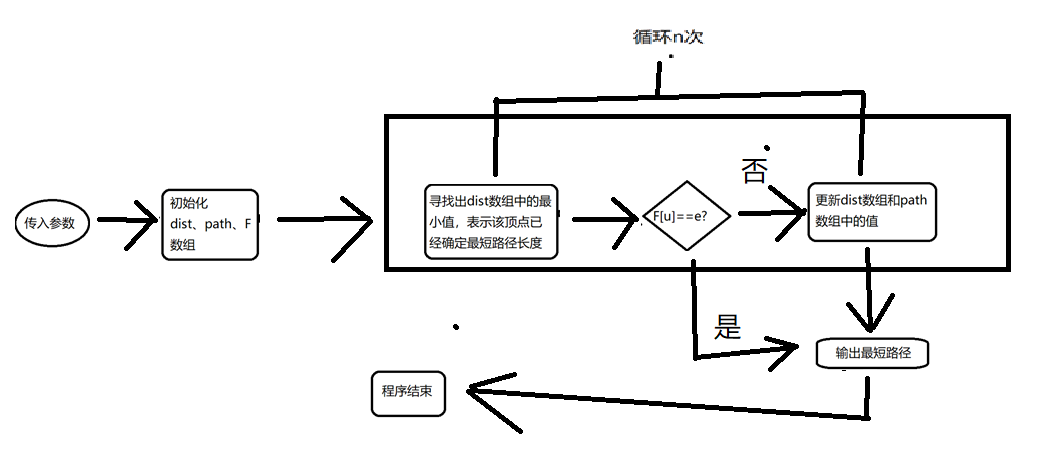 循环n次
传入参数
初始化
dist、path、F
数组
寻找出dist数组中的最
小值，表示该顶点已
经确定最短路径长度
F[u]==e?
否
更新dist数组和path
数组中的值
是
输出最短路径
程序结束